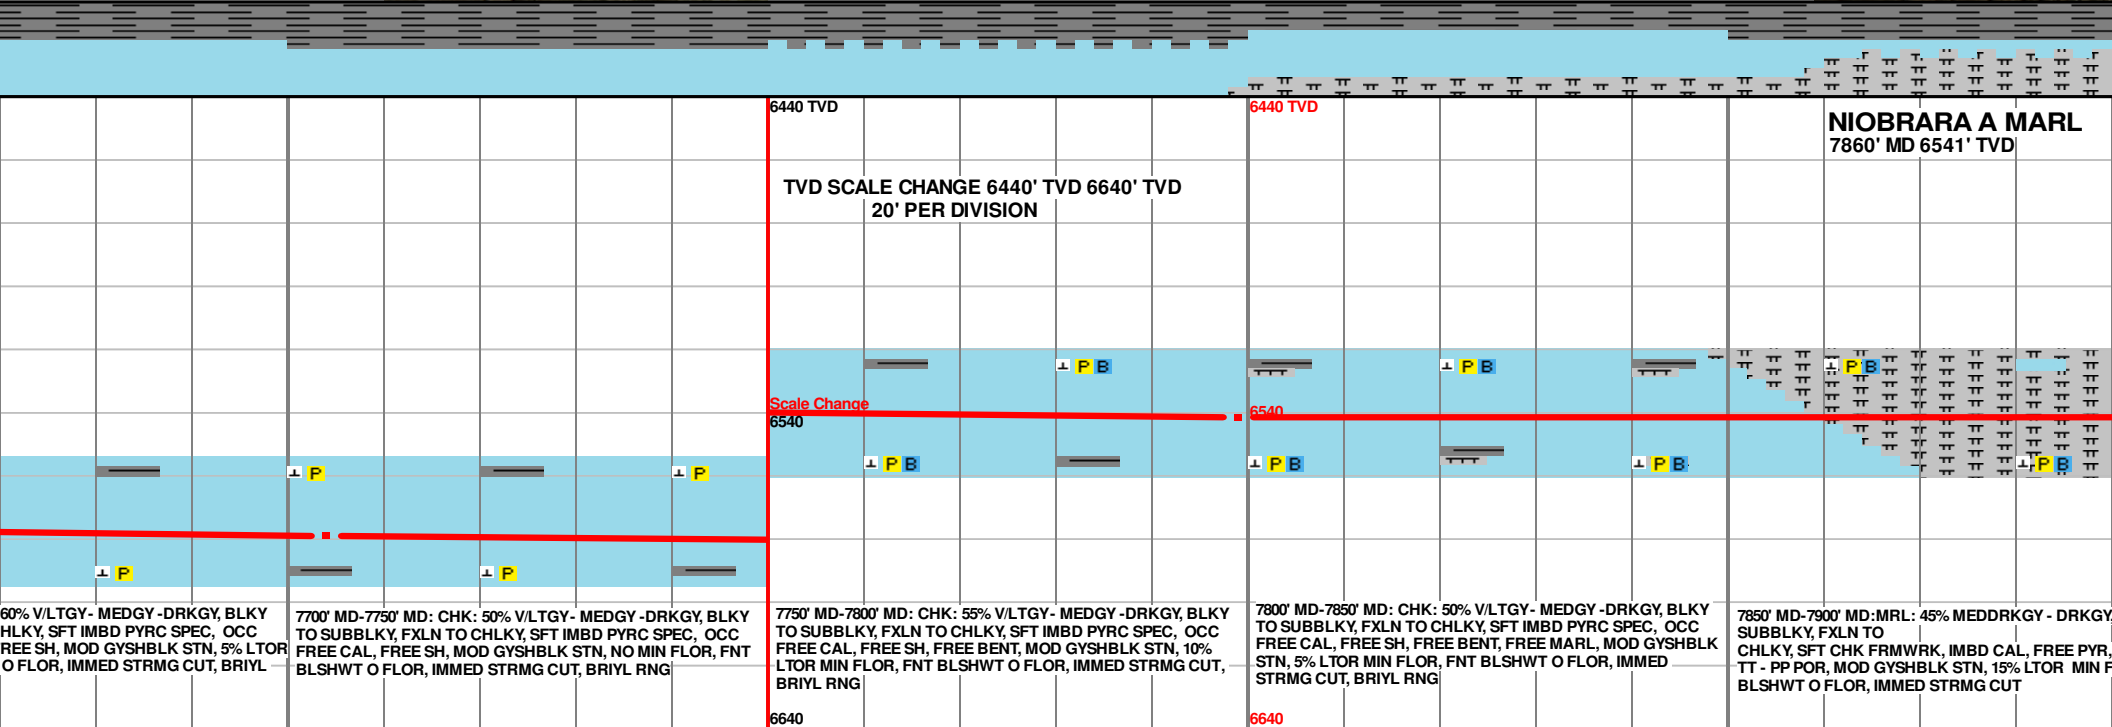 6440 TVD
6440 TVD
NIOBRARA A MARL
7860' MD 6541' TVD
TVD SCALE CHANGE 6440' TVD 6640' TVD
20' PER DIVISION
P B
P B
P B
Scale Change
6540
6540
P B
P B
P B
P B
P
P
P
P
60% V/LTGY- MEDGY -DRKGY, BLKY
HLKY, SFT IMBD PYRC SPEC, OCC
REE SH, MOD GYSHBLK STN, 5% LTOR
O FLOR, IMMED STRMG CUT, BRIYL
7700' MD-7750' MD: CHK: 50% V/LTGY- MEDGY -DRKGY, BLKY
TO SUBBLKY, FXLN TO CHLKY, SFT IMBD PYRC SPEC, OCC
FREE CAL, FREE SH, MOD GYSHBLK STN, NO MIN FLOR, FNT
BLSHWT O FLOR, IMMED STRMG CUT, BRIYL RNG
7750' MD-7800' MD: CHK: 55% V/LTGY- MEDGY -DRKGY, BLKY
TO SUBBLKY, FXLN TO CHLKY, SFT IMBD PYRC SPEC, OCC
FREE CAL, FREE SH, FREE BENT, MOD GYSHBLK STN, 10%
LTOR MIN FLOR, FNT BLSHWT O FLOR, IMMED STRMG CUT,
BRIYL RNG
7800' MD-7850' MD: CHK: 50% V/LTGY- MEDGY -DRKGY, BLKY
TO SUBBLKY, FXLN TO CHLKY, SFT IMBD PYRC SPEC, OCC
FREE CAL, FREE SH, FREE BENT, FREE MARL, MOD GYSHBLK
STN, 5% LTOR MIN FLOR, FNT BLSHWT O FLOR, IMMED
STRMG CUT, BRIYL RNG
7850' MD-7900' MD:MRL: 45% MEDDRKGY - DRKGY,
SUBBLKY, FXLN TO
CHLKY, SFT CHK FRMWRK, IMBD CAL, FREE PYR,
TT - PP POR, MOD GYSHBLK STN, 15% LTOR MIN F
BLSHWT O FLOR, IMMED STRMG CUT
6640
6640